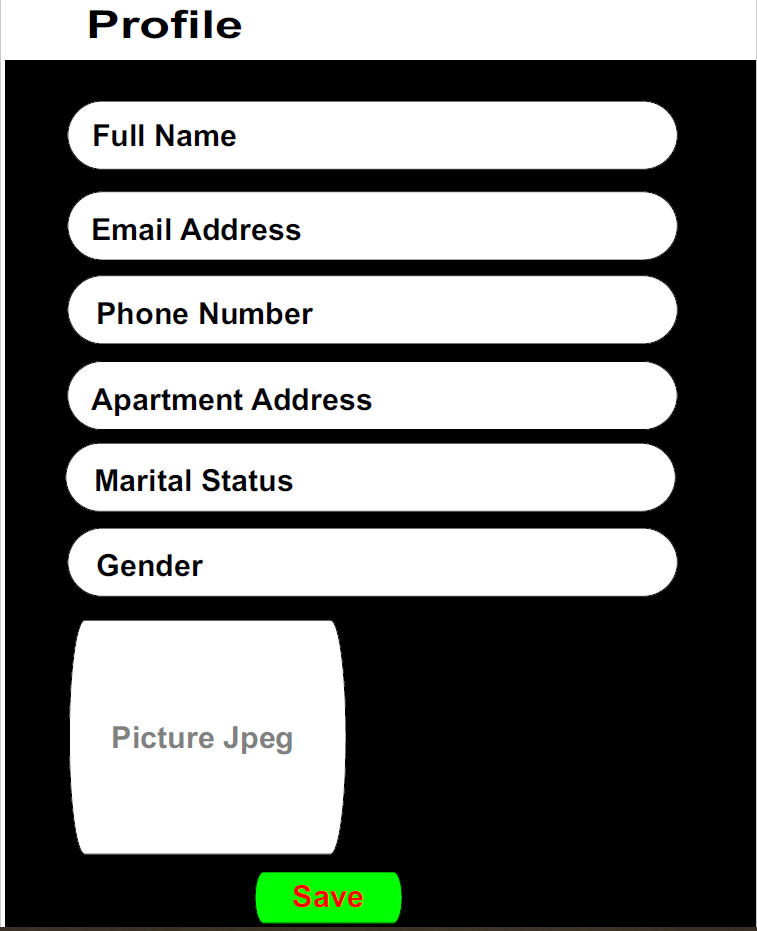 Profile
Full Name
Email Address
Phone Number
Apartment Address
Marital Status
Gender
Picture Jpeg
Save